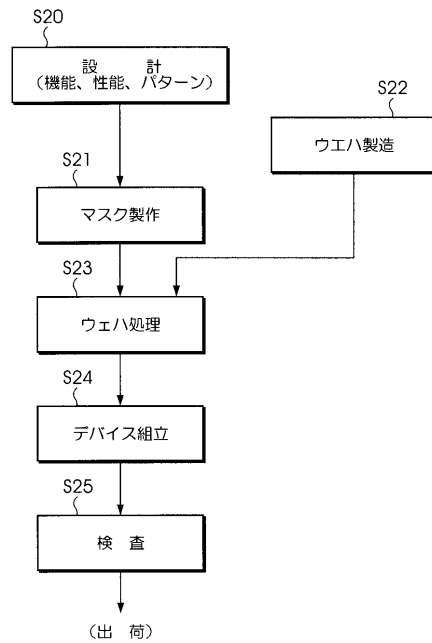 S20
設 計
(機能、性能、パターン)
S22
ウエハ製造
S21
マスク製作
S23
ウェハ処理
S24
デバイス組立
S25
検 査
(出 荷)